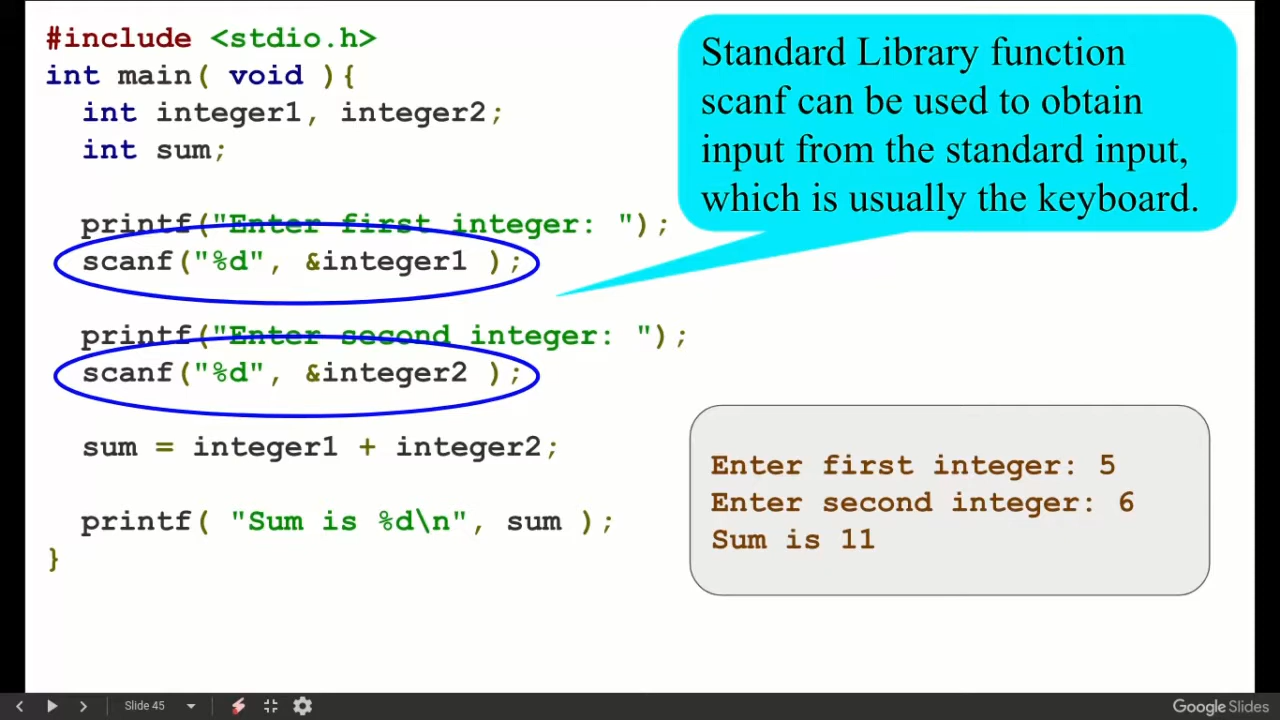 #include <stdio.h>
int main( void ){
int integer1, integer2;
int sum;
printf("Enter first integer: ");
scanf("%d", &integer1 );
printf("Enter second integer: ");
scanf("%d", &integer2 );
sum = integer1 + integer2;
printf( "Sum is %d\n", sum );
}
Standard Library function
scanf can be used to obtain
input from the standard input,
which is usually the keyboard.
Enter first integer: 5
Enter second integer: 6
Sum is 11
Slide 45
Google Slides